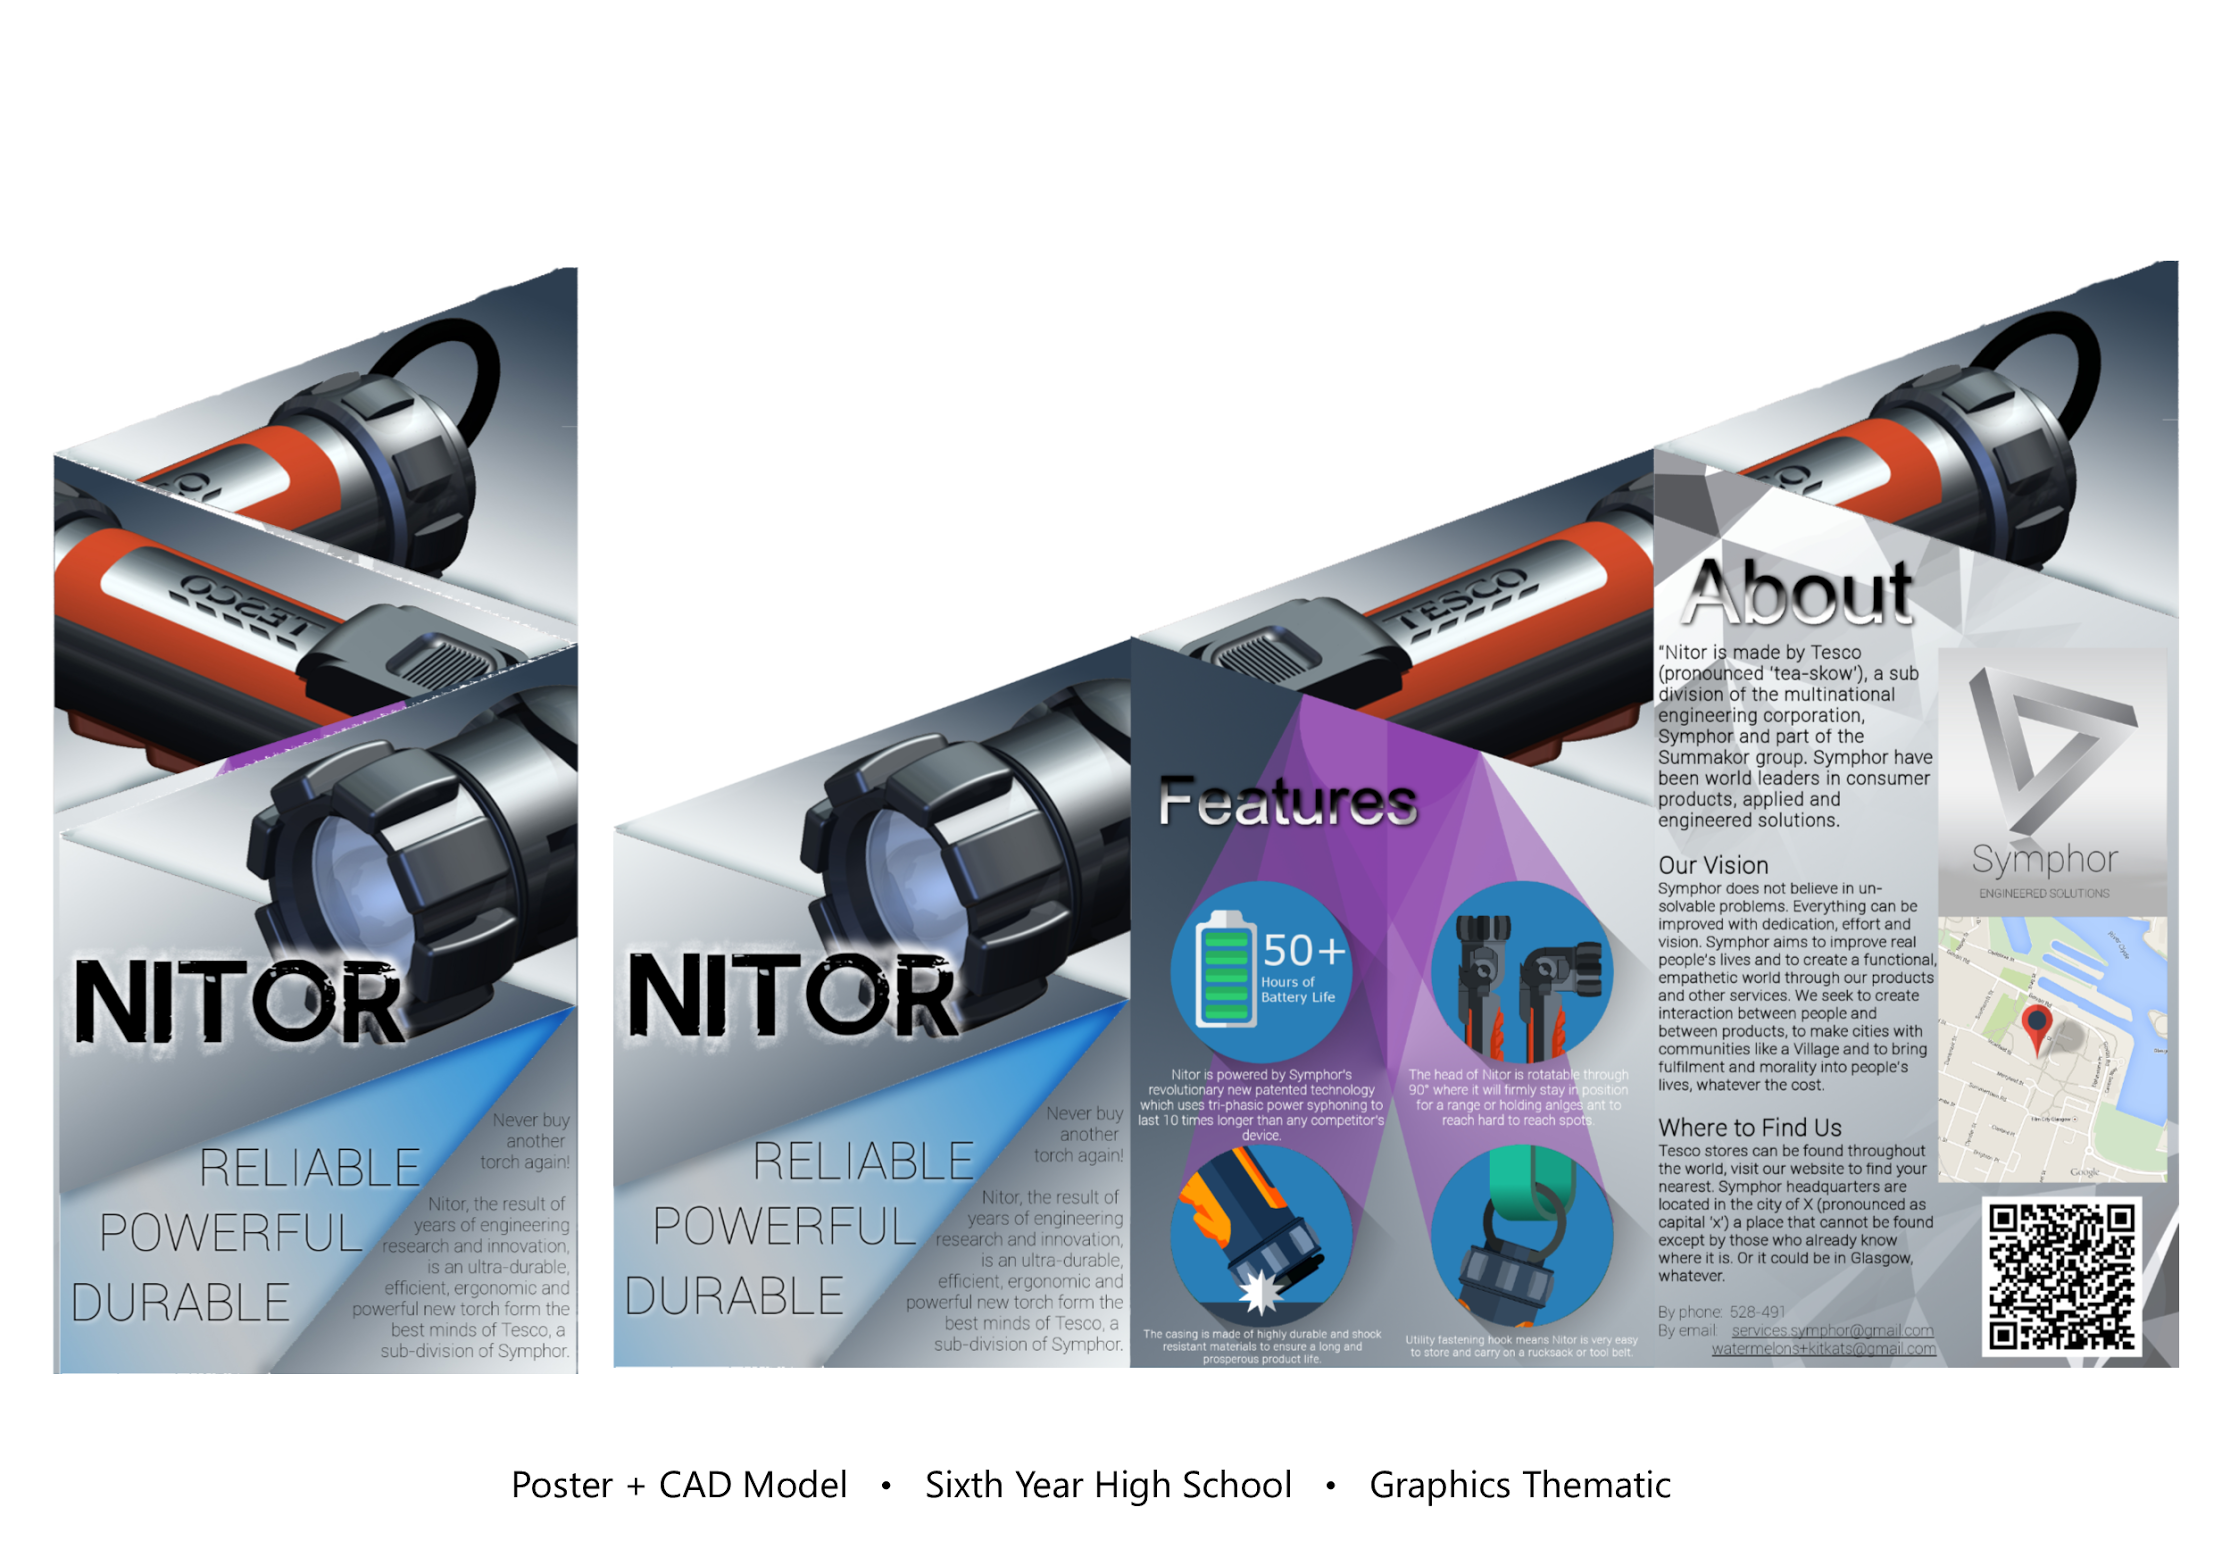 CO
TESCO
NITOR
RELIABLE
POWERFUL
DURABLE
Never buy
another
torch again!
Nitor, the result of
years of engineering
research and innovation,
is an ultra-durable,
efficient, ergonomic and
powerful new torch form the
best minds of Tesco, a
sub-division of Symphor.
NITOR
RELIABLE
POWERFUL
DURABLE
Never buy
another
torch again!
Nitor, the result of
years of engineering
research and innovation,
is an ultra-durable,
efficient, ergonomic and
powerful new torch form the
best minds of Tesco, a
sub-division of Symphor.
TESCO
Features
50+
Hours of
Battery Life
Nitor is powered by Symphor's
revolutionary new patented technology
which uses tri-phasic power syphoning to
last 10 times longer than any competitor's
device.
The head of Nitor is rotatable through
90° where it will firmly stay in position
for a range or holding anlges ant to
reach hard to reach spots.
The casing is made of highly durable and shock
resistant materials to ensure a long and
prosperous product life.
Utility fastening hook means Nitor is very easy
to store and carry on a rucksack or tool belt.
CO
About
“Nitor is made by Tesco
(pronounced ‘tea-skow’), a sub
division of the multinational
engineering corporation,
Symphor and part of the
Summakor group. Symphor have
been world leaders in consumer
products, applied and
engineered solutions.
Our Vision
Symphor does not believe in un-
solvable problems. Everything can be
improved with dedication, effort and
vision. Symphor aims to improve real
people's lives and to create a functional,
empathetic world through our products
and other services. We seek to create
interaction between people and
between products, to make cities with
communities like a Village and to bring
fulfilment and morality into people's
lives, whatever the cost.
Where to Find Us
Tesco stores can be found throughout
the world, visit our website to find your
nearest. Symphor headquarters are
located in the city of X (pronounced as
capital ‘x’) a place that cannot be found
except by those who already know
where it is. Or it could be in Glasgow,
whatever.
By phone: 528-491
By email: services.symphor@gmail.com
watermelons+kitkats@gmail.com
Symphor
ENGINEERED SOLUTIONS
Google
Poster + CAD Model • Sixth Year High School • Graphics Thematic